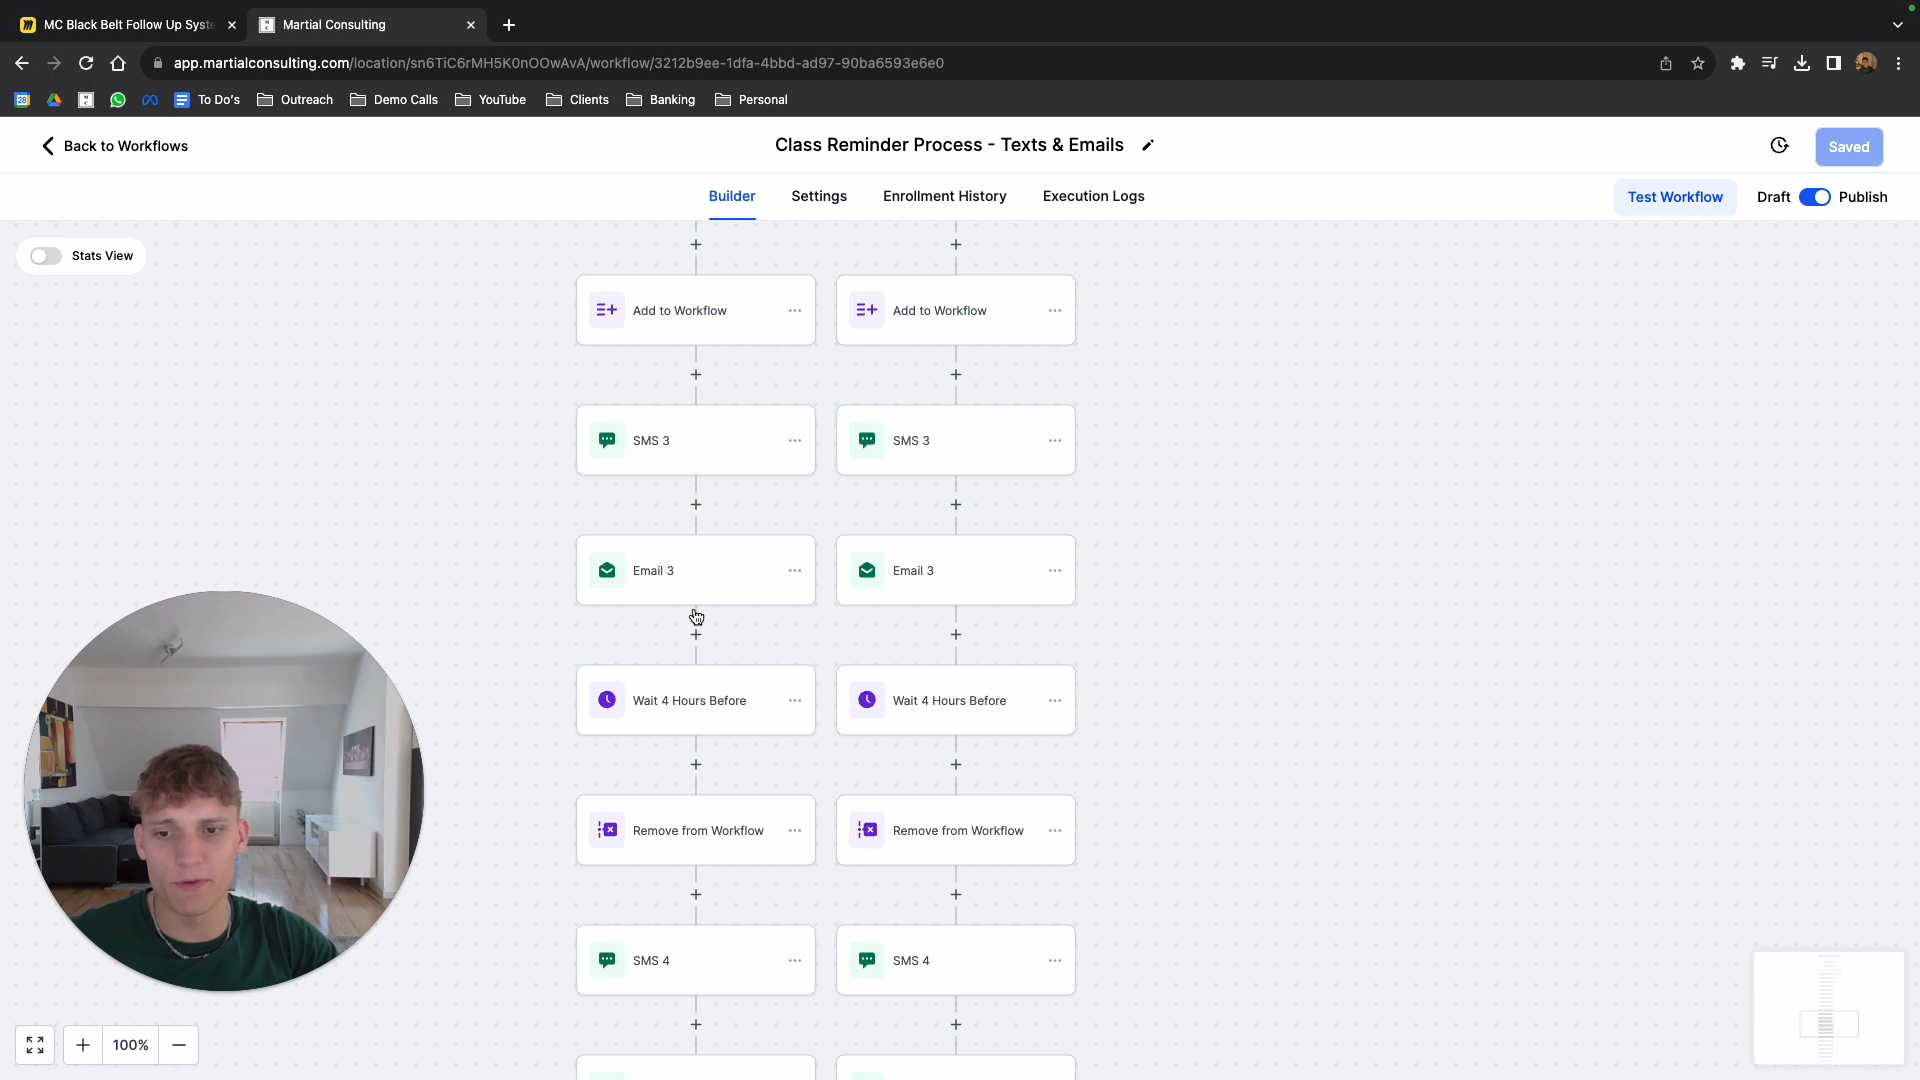 MC Black Belt Follow Up Syste
Martial Consulting
app.martialconsulting.com/location/sn6TiC6rMH5K0nOOwAvA/workflow/3212b9ee-1dfa-4bbd-ad97-90ba6593e6e0
28
To Do's
Outreach
Demo Calls
YouTube
Clients
Banking
Personal
Back to Workflows
Class Reminder Process - Texts & Emails
Saved
Builder
Settings
Enrollment History
Execution Logs
Test Workflow
Draft
Publish
Stats View
Add to Workflow
Add to Workflow
SMS 3
SMS 3
Email 3
Email 3
Wait 4 Hours Before
Wait 4 Hours Before
Remove from Workflow
Remove from Workflow
SMS 4
SMS 4
100%